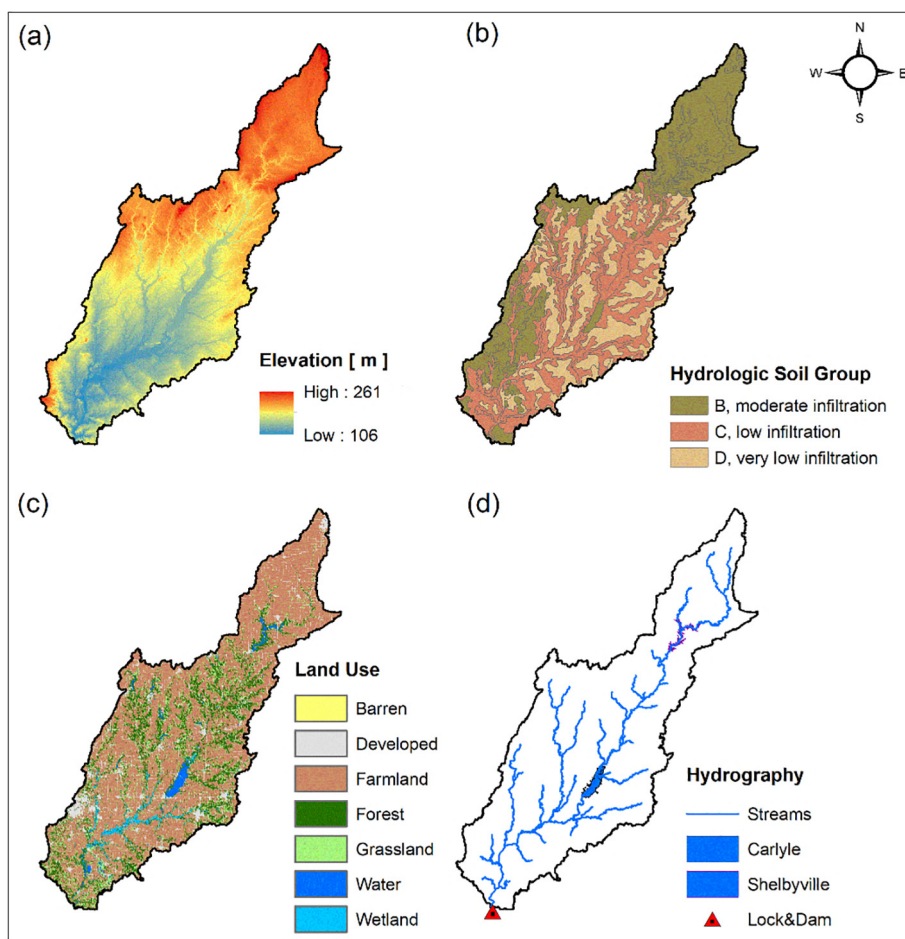 (a)
(b)
N
W
E
S
Elevation [ m ]
High : 261
Low : 106
Hydrologic Soil Group
B, moderate infiltration
C, low infiltration
D, very low infiltration
(c)
(d)
Land Use
Barren
Developed
Farmland
Forest
Grassland
Water
Wetland
Hydrography
Streams
Carlyle
Shelbyville
Lock&Dam